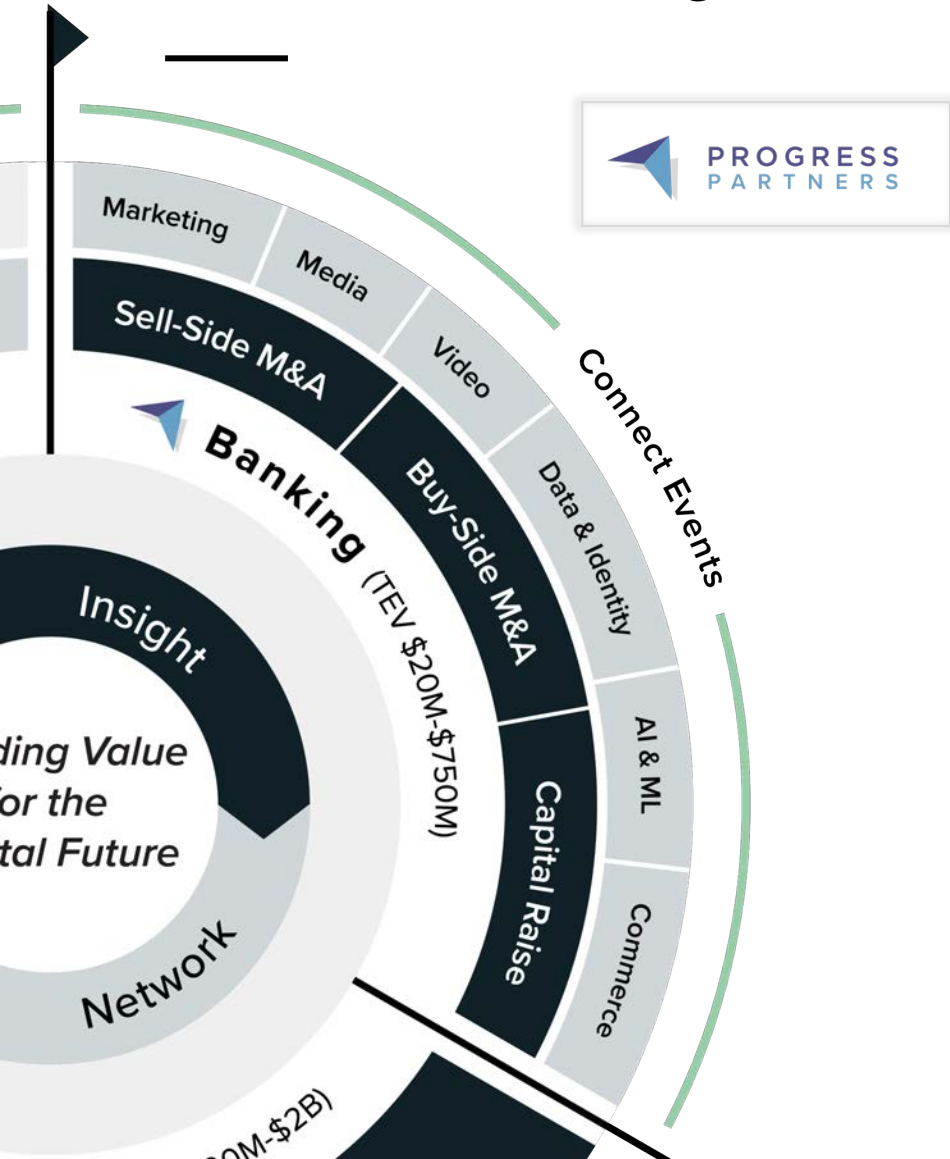 PROGRESS
PARTNERS
Marketing
Media
Video
Data & Identity
AI & ML
Commerce
Connect Events
Sell-Side M&A
Buy-Side M&A
Capital Raise
Banking
(TEV $20M-$750M)
Insight
Network
ding Value
for the
tal Future
0M-$2B)